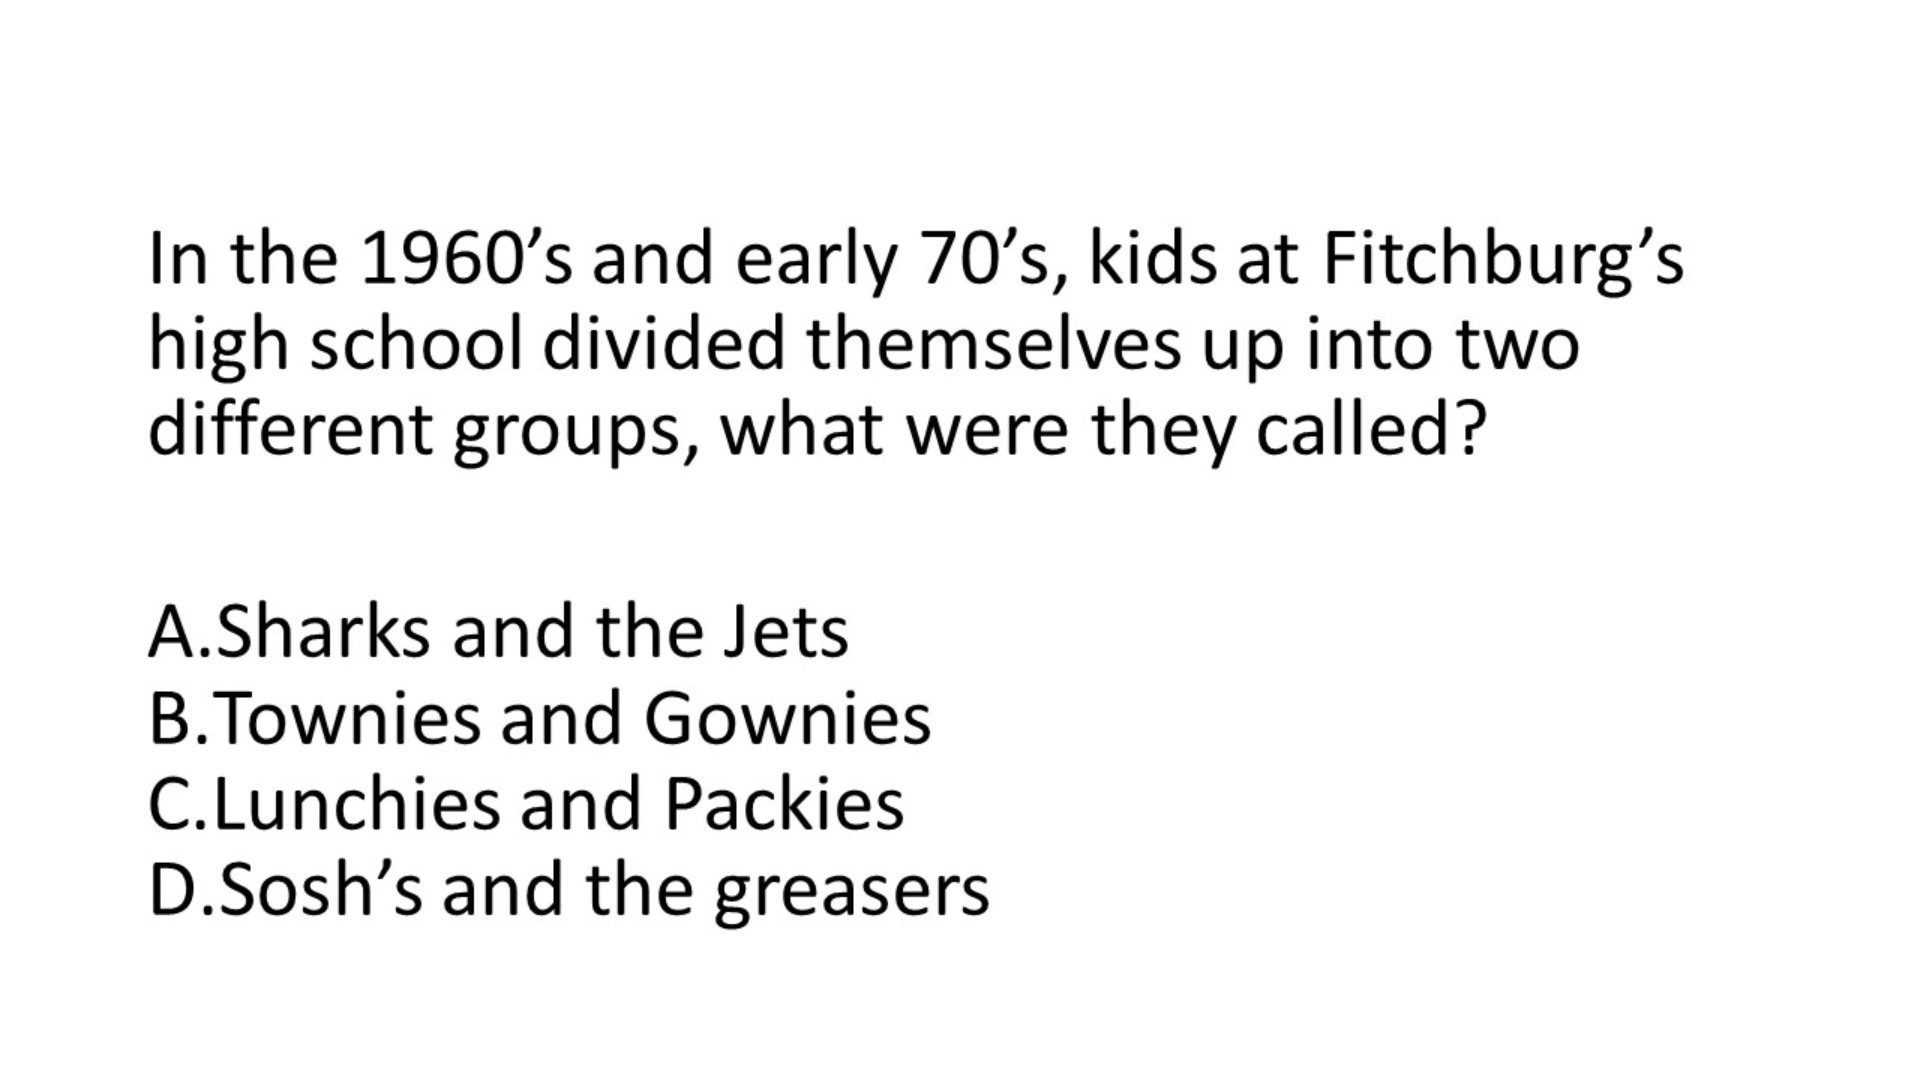 In the 1960’s and early 70’s, kids at Fitchburg’s
high school divided themselves up into two
different groups, what were they called?
A.Sharks and the Jets
B.Townies and Gownies
C.Lunchies and Packies
D.Sosh’s and the greasers